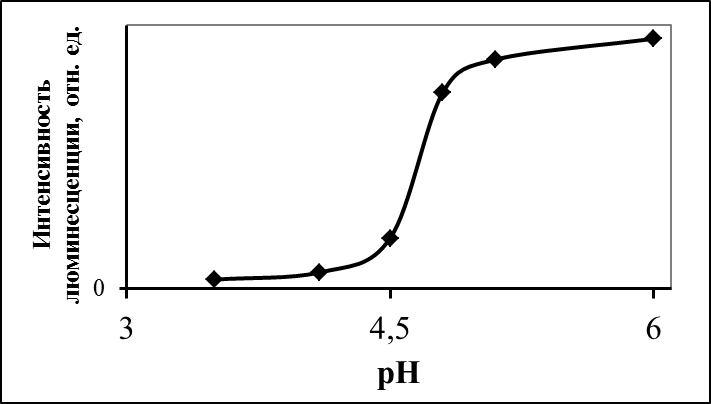 Интенсивность
люминесценции, отн. ед.
0
3
4,5
6
pH